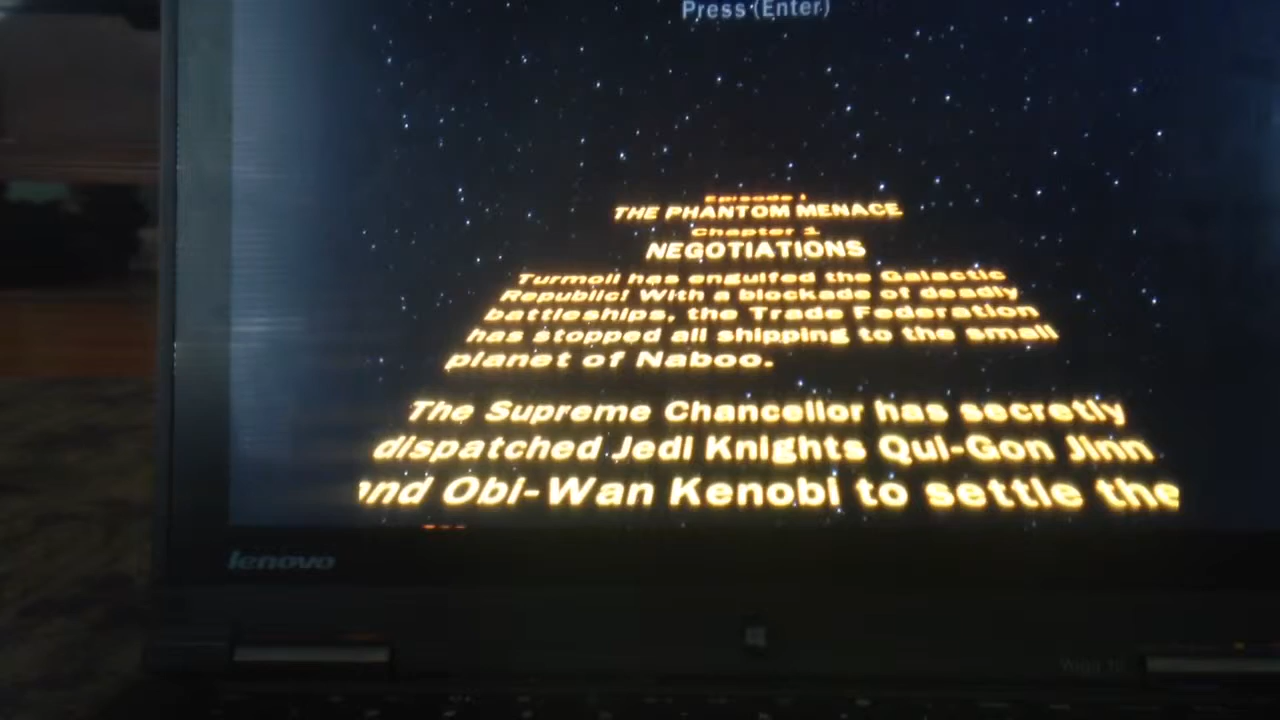 Press (Enter)
Episode I
THE PHANTOM MENACE
Chapter 1
NEGOTIATIONS
Turmoil has engulfed the Galactic
Republic! With a blockade of deadly
battleships, the Trade Federation
has stopped all shipping to the small
planet of Naboo.
The Supreme Chancellor has secretly
dispatched Jedi Knights Qui-Gon Jinn
and Obi-Wan Kenobi to settle the
lenovo